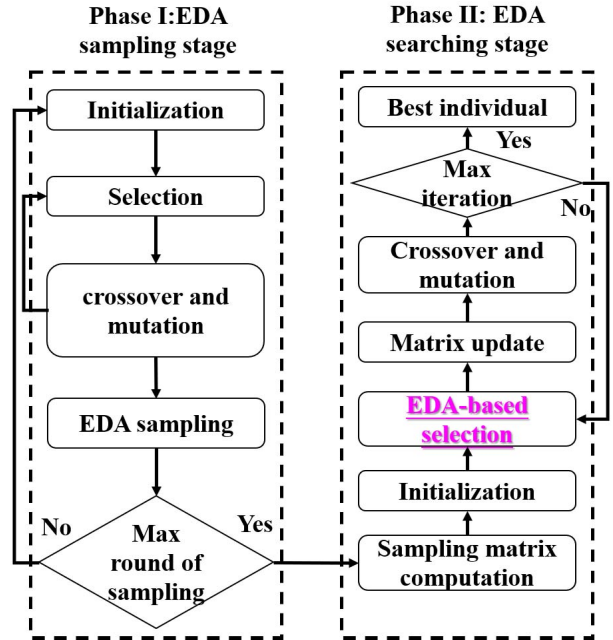 Phase I:EDA
sampling stage
Initialization
Selection
crossover and
mutation
EDA sampling
No
Yes
Max
round of
sampling
Phase II: EDA
searching stage
Best individual
Yes
Max
iteration
No
Crossover and
mutation
Matrix update
EDA-based
selection
Initialization
Sampling matrix
computation